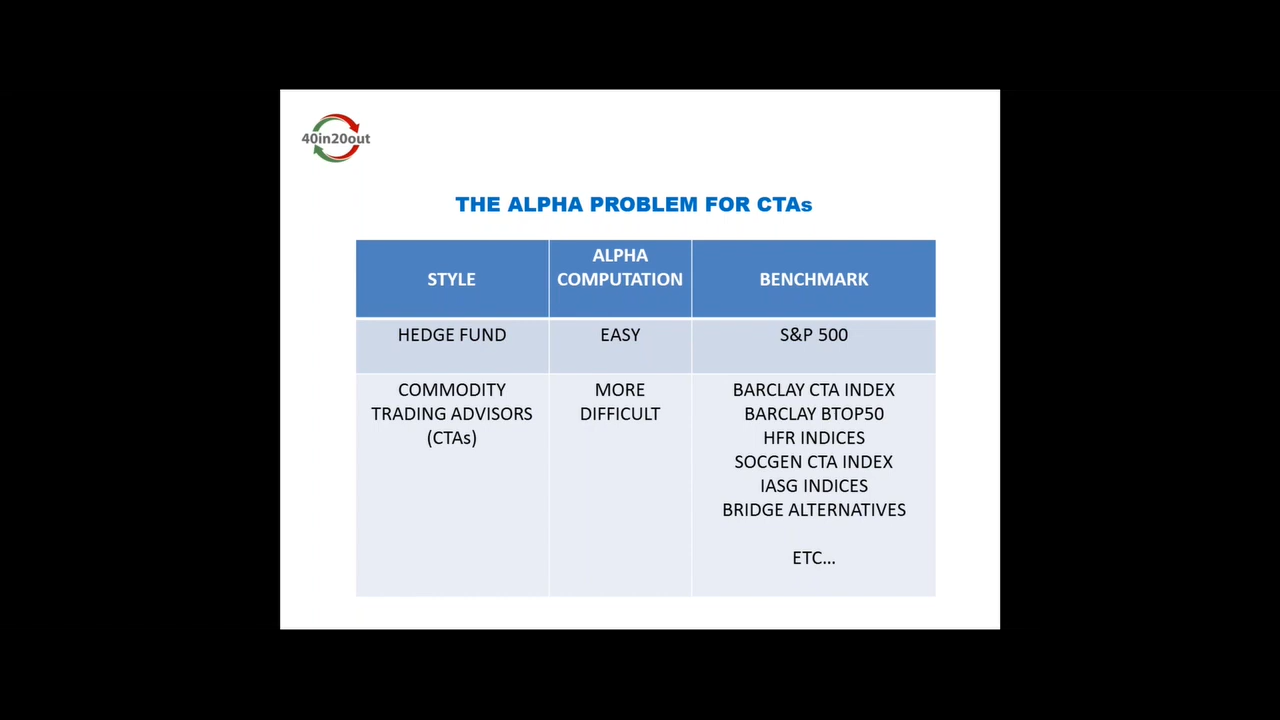 40in20out
THE ALPHA PROBLEM FOR CTAs
STYLE
ALPHA
COMPUTATION
BENCHMARK
HEDGE FUND
EASY
S&P 500
COMMODITY
TRADING ADVISORS
(CTAs)
MORE
DIFFICULT
BARCLAY CTA INDEX
BARCLAY BTOP50
HFR INDICES
SOCGEN CTA INDEX
IASG INDICES
BRIDGE ALTERNATIVES
ETC...